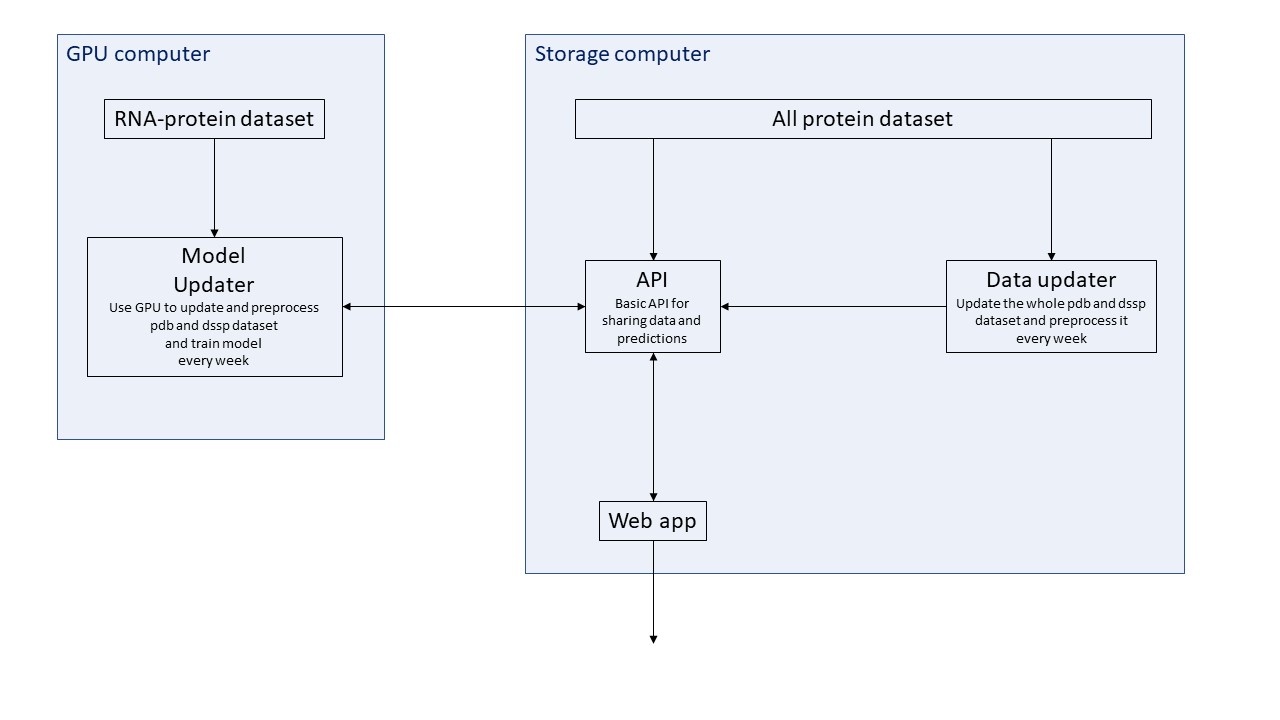 GPU computer
RNA-protein dataset
Model
Updater
Use GPU to update and preprocess
pdb and dssp dataset
and train model
every week
Storage computer
All protein dataset
API
Basic API for
sharing data and
predictions
Data updater
Update the whole pdb and dssp
dataset and preprocess it
every week
Web app